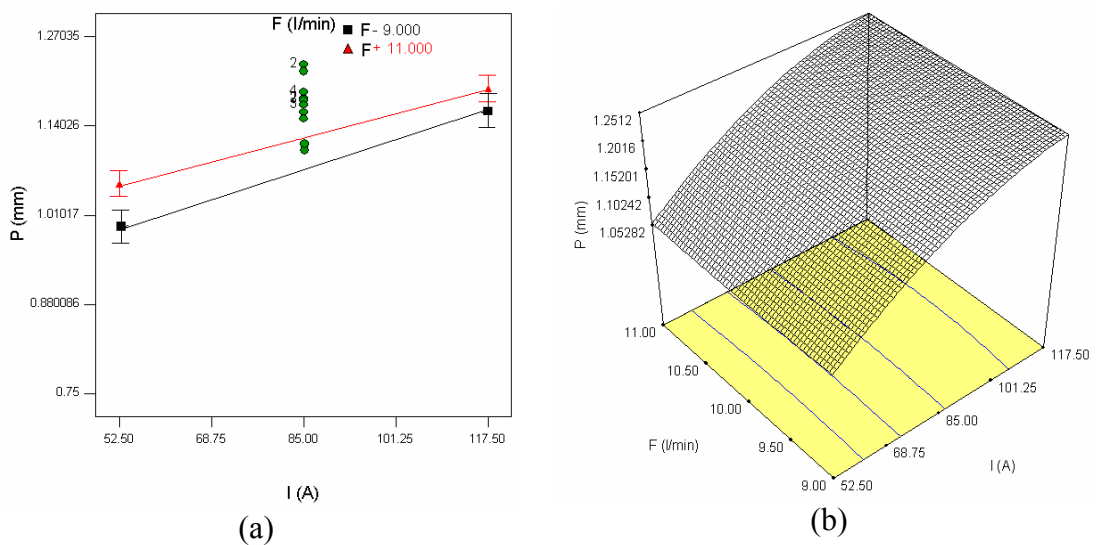 F (l/min)
F- 9.000
F+ 11.000
1.27035
1.14026
1.01017
0.880086
0.75
P (mm)
2
4
52.50
68.75
85.00
101.25
117.50
I (A)
(a)
1.2512
1.2016
1.15201
1.10242
1.05282
P (mm)
11.00
10.50
10.00
9.50
9.00
F (l/min)
52.50
68.75
85.00
101.25
117.50
I (A)
(b)